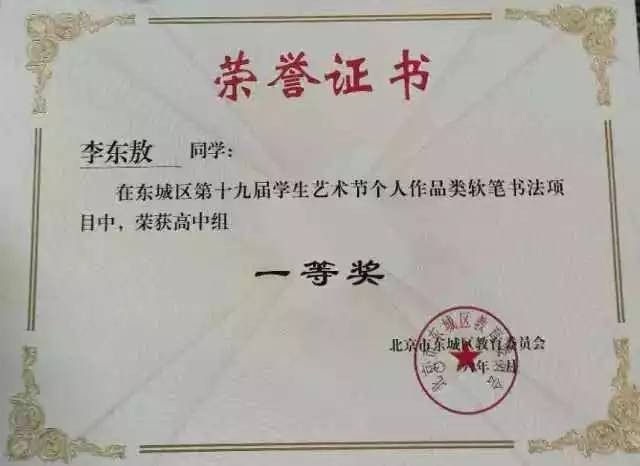 荣誉证书
李东敖 同学：
在东城区第十九届学生艺术节个人作品类软笔书法项
目中，荣获高中组
一等奖
北京市东城区教育委员会